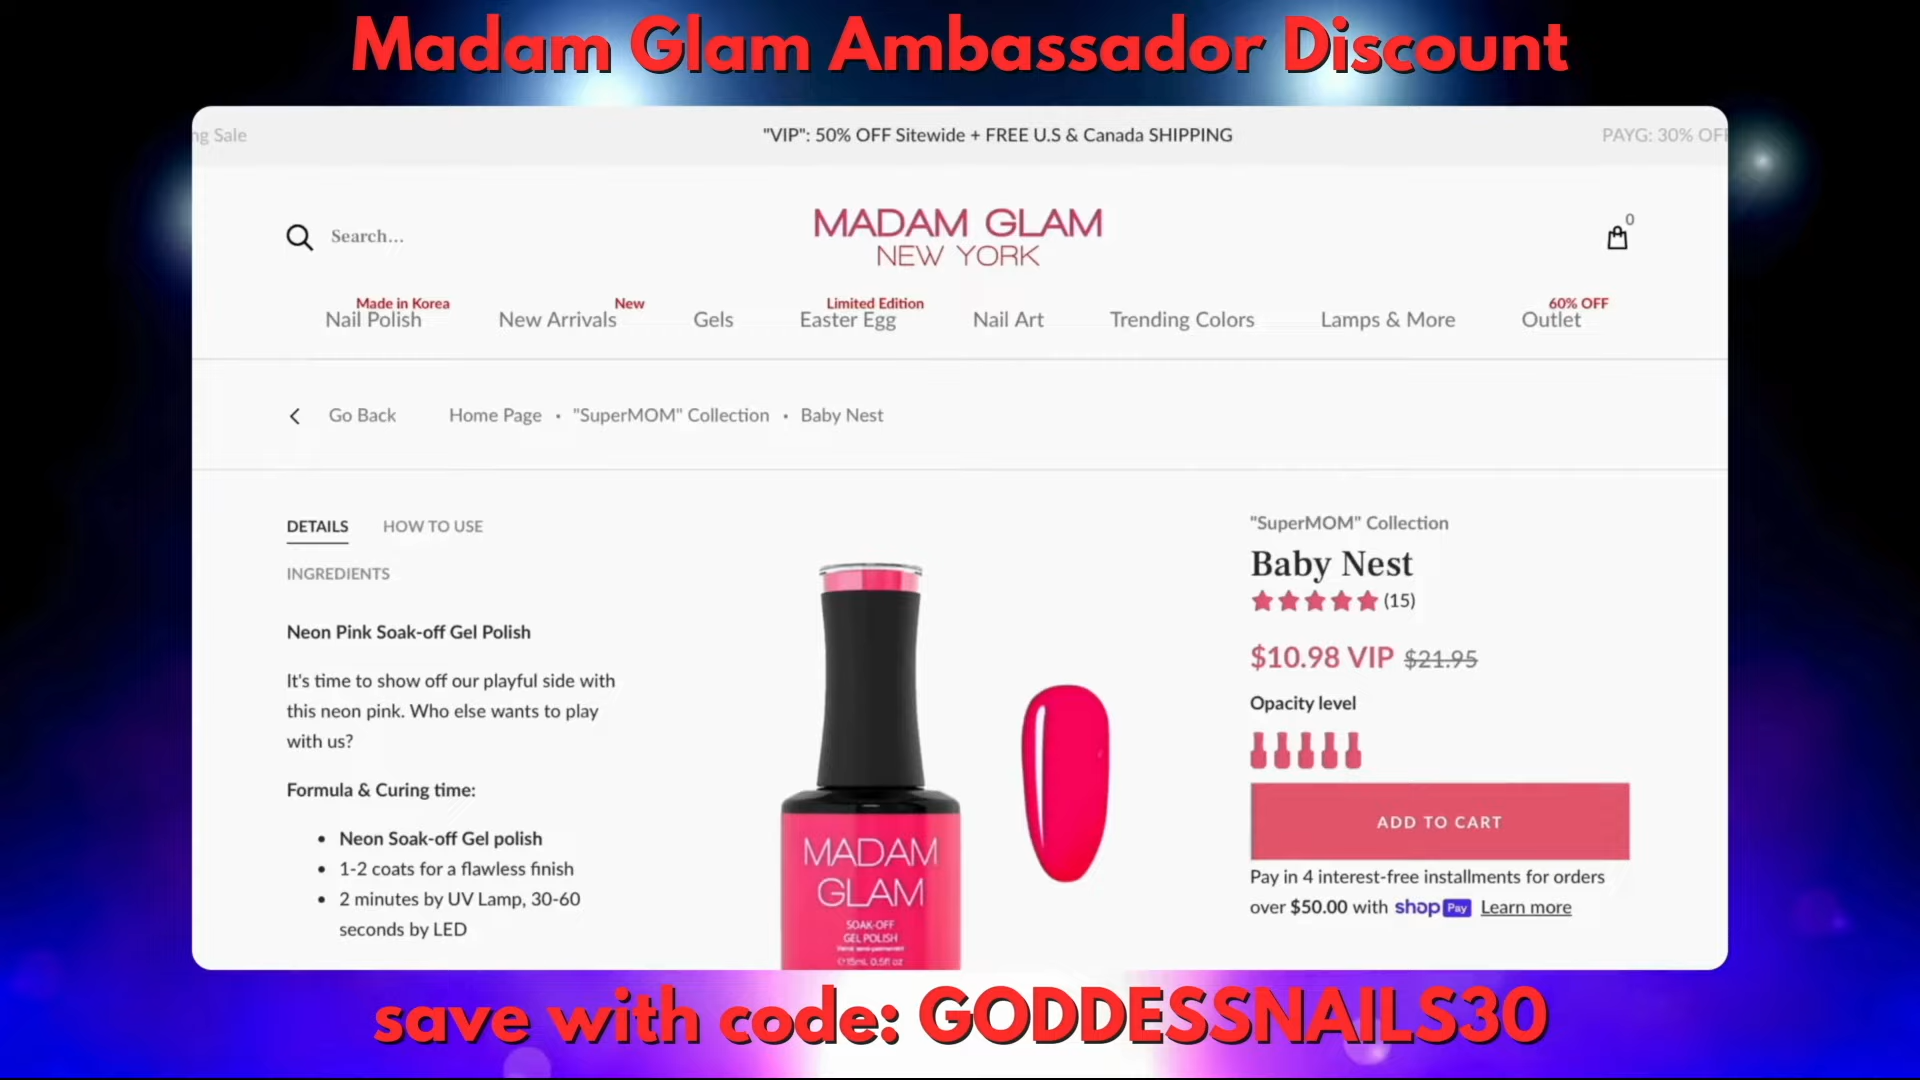 Madam Glam Ambassador Discount
ng Sale
"VIP": 50% OFF Sitewide + FREE U.S & Canada SHIPPING
PAYG: 30% OFF
Search...
MADAM GLAM
NEW YORK
0
Made in Korea
Nail Polish
New
New Arrivals
Gels
Limited Edition
Easter Egg
Nail Art
Trending Colors
Lamps & More
60% OFF
Outlet
Go Back
Home Page • "SuperMOM" Collection • Baby Nest
DETAILS
HOW TO USE
INGREDIENTS
Neon Pink Soak-off Gel Polish
It's time to show off our playful side with
this neon pink. Who else wants to play
with us?
Formula & Curing time:
• Neon Soak-off Gel polish
• 1-2 coats for a flawless finish
• 2 minutes by UV Lamp, 30-60
seconds by LED
MADAM
GLAM
SOAK-OFF
GEL POLISH
15ml. 0.5fl oz
"SuperMOM" Collection
Baby Nest
(15)
$10.98 VIP $21.95
Opacity level
ADD TO CART
Pay in 4 interest-free installments for orders
over $50.00 with shop Pay Learn more
save with code: GODDESSNAILS30